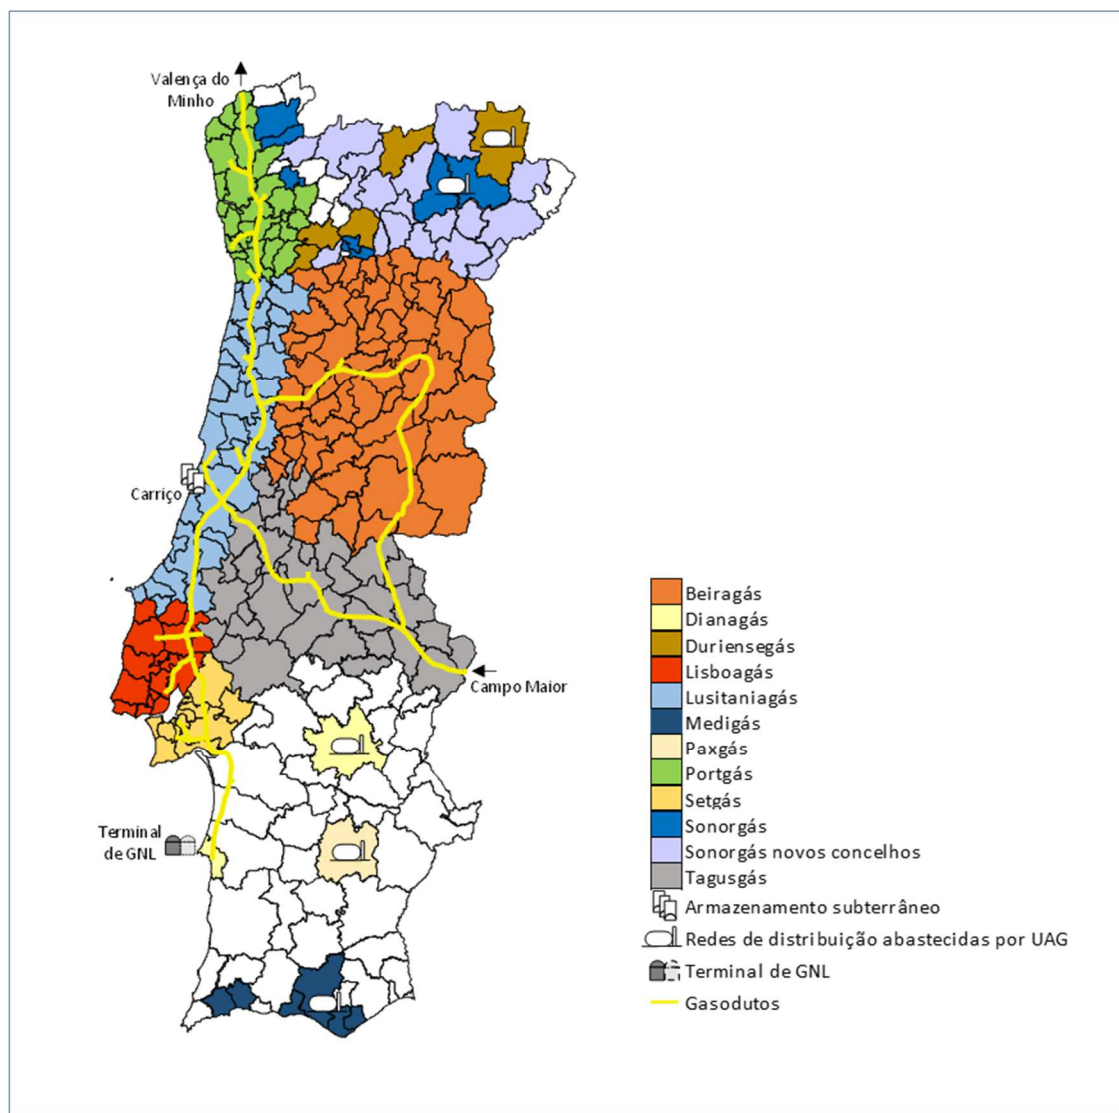 Valença do
Minho
Carriço
Campo Maior
Terminal
de GNL
Beiragás
Dianagás
Duriensegás
Lisboagás
Lusitaniagás
Medigás
Paxgás
Portgás
Setgás
Sonorgás
Sonorgás novos concelhos
Tagusgás
Armazenamento subterrâneo
Redes de distribuição abastecidas por UAG
Terminal de GNL
Gasodutos